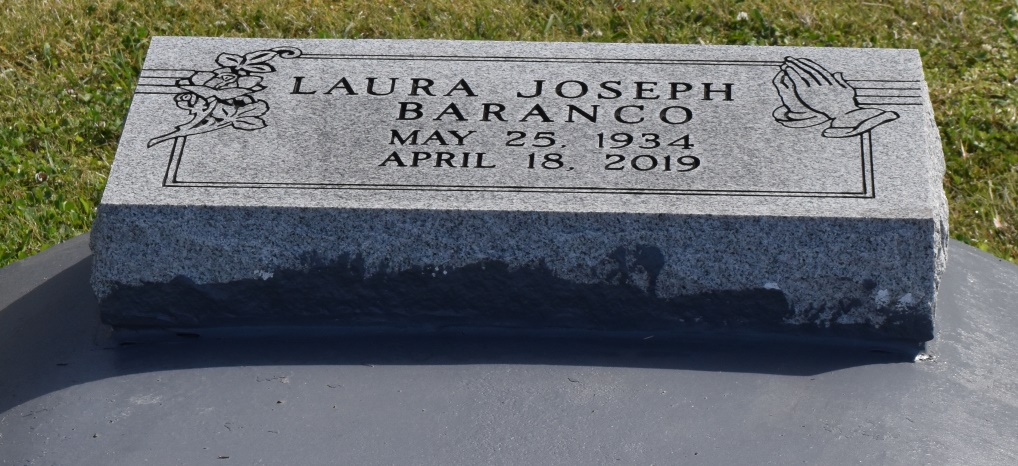 LAURA JOSEPH
BARANCO
MAY 25, 1934
APRIL 18, 2019